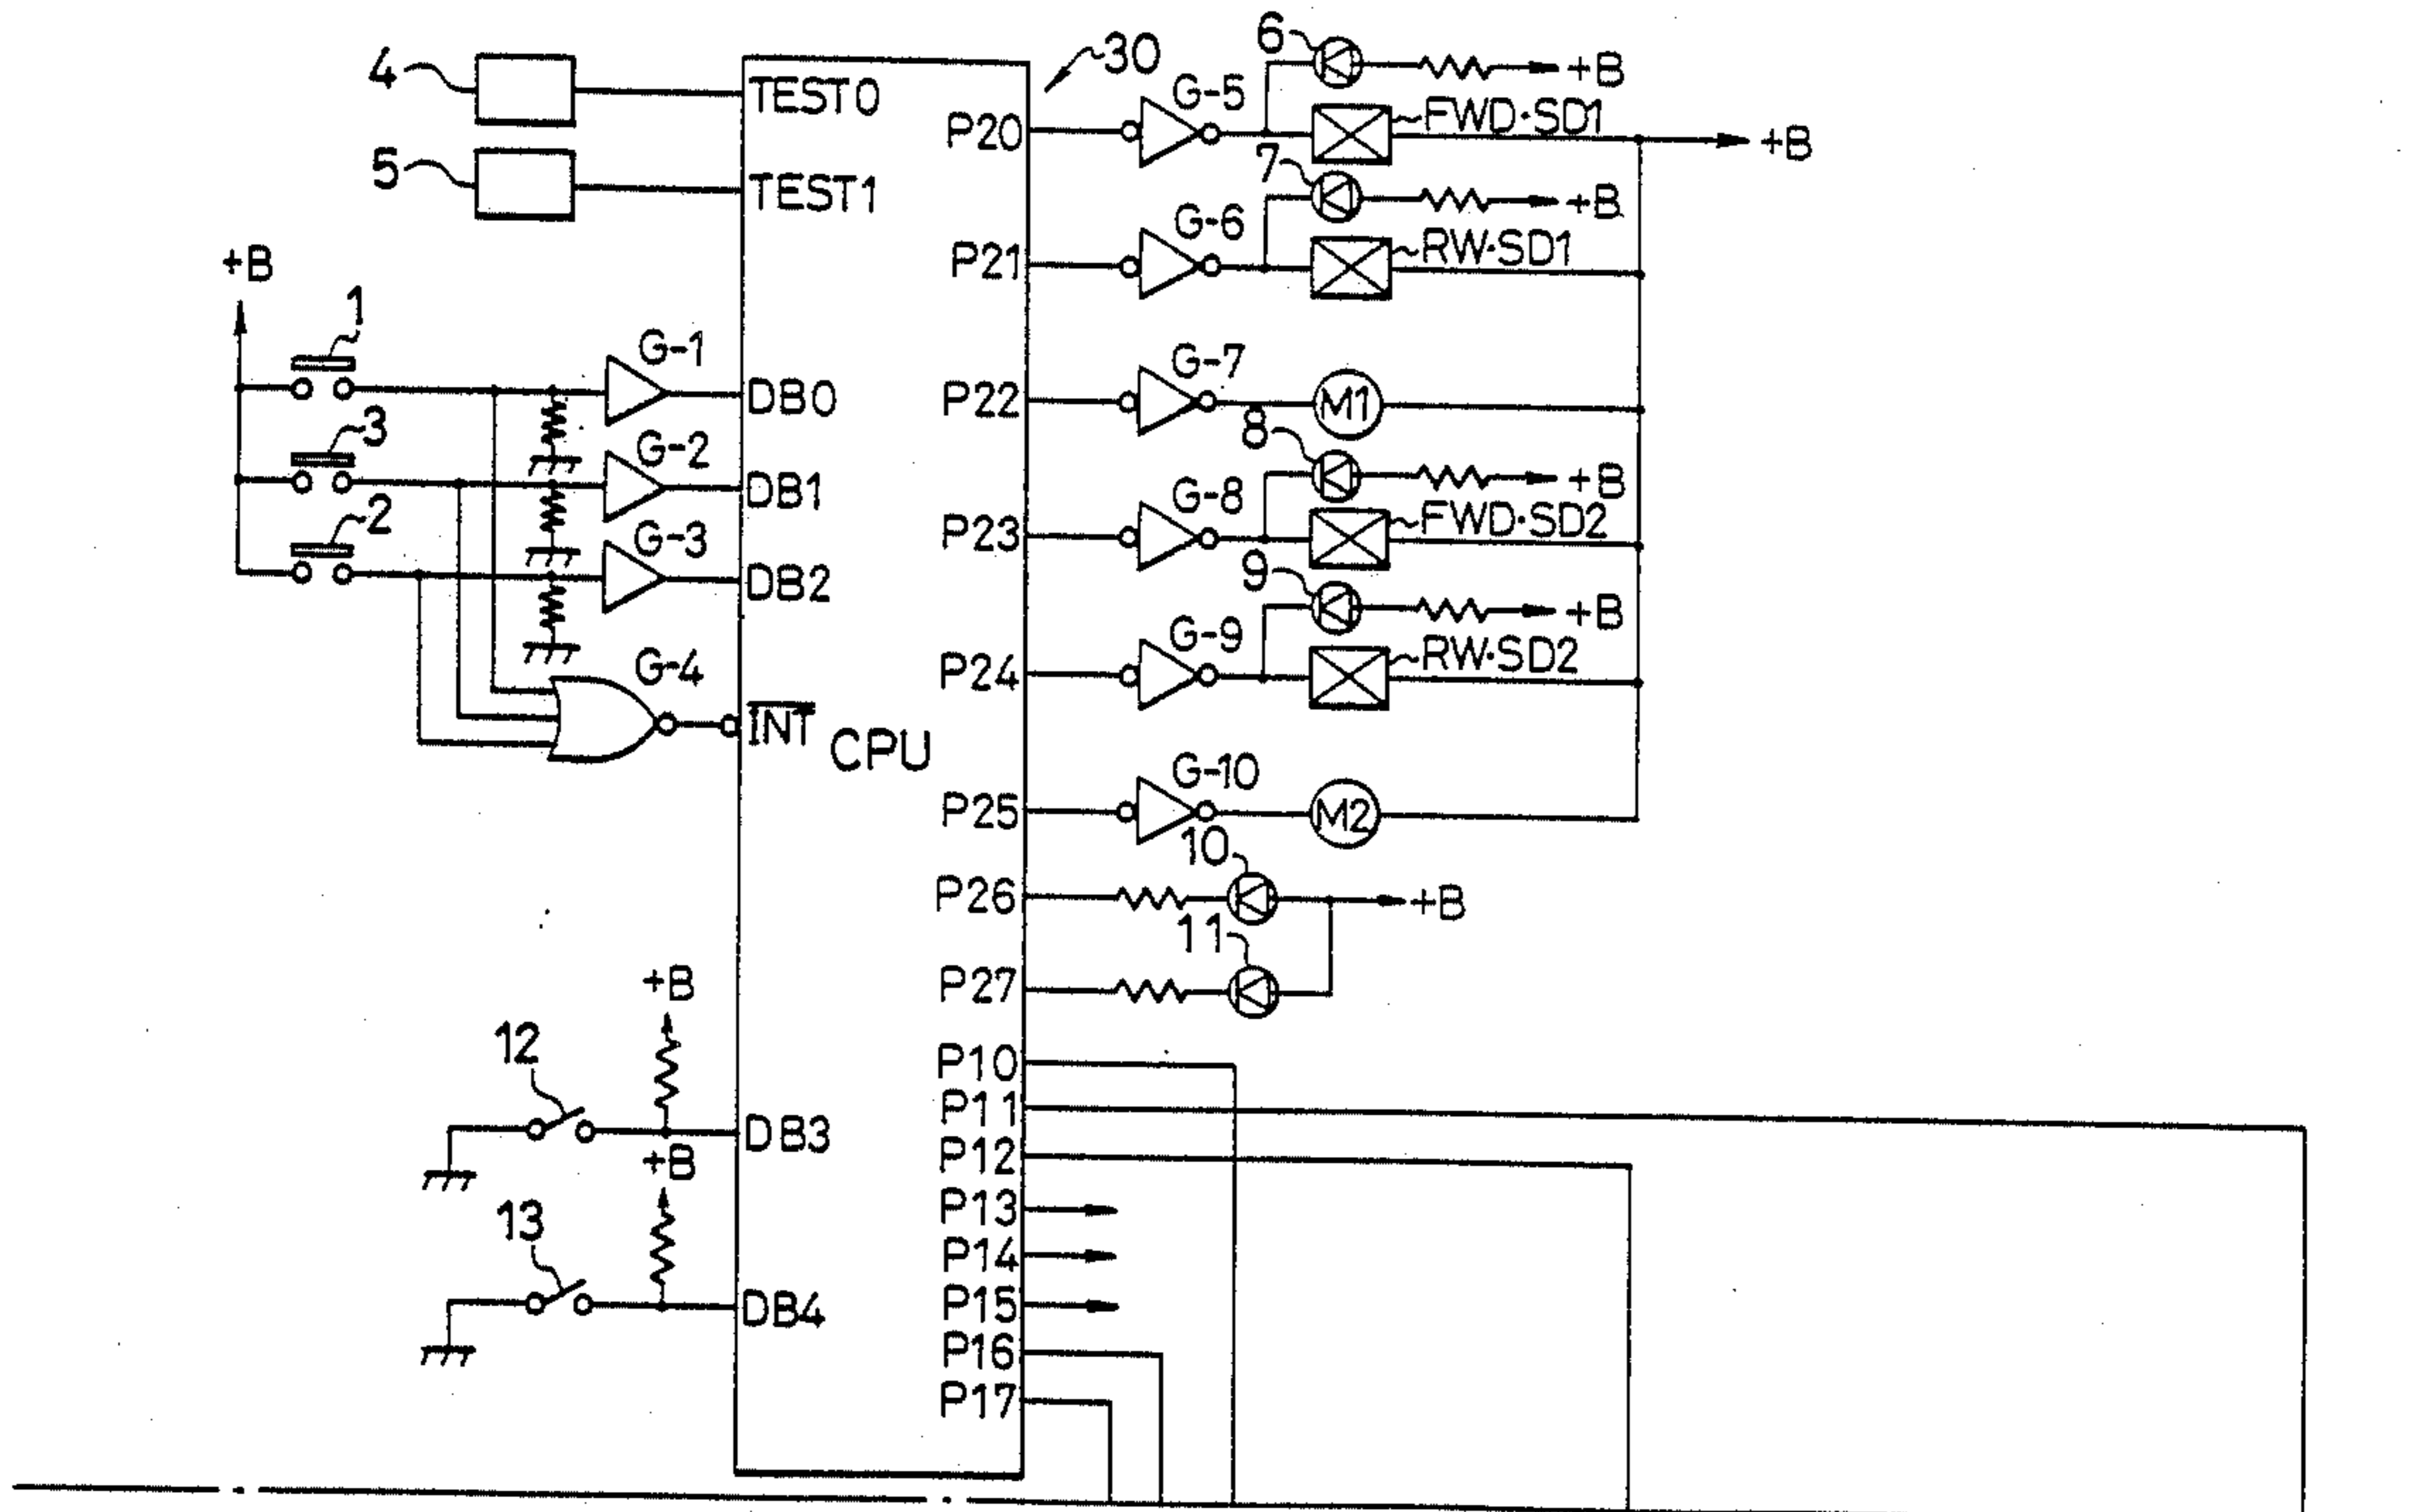 4
5
TEST0
TEST1
30
6
+B
G-5
P20
FWD·SD1
+B
7
+B
G-6
P21
RW·SD1
+B
1
G-1
DB0
3
G-2
DB1
2
G-3
DB2
G-4
INT
CPU
G-7
P22
M1
8
+B
G-8
P23
FWD·SD2
9
+B
G-9
P24
RW·SD2
G-10
P25
M2
10
P26
+B
11
P27
+B
12
DB3
+B
13
DB4
P10
P11
P12
P13
P14
P15
P16
P17